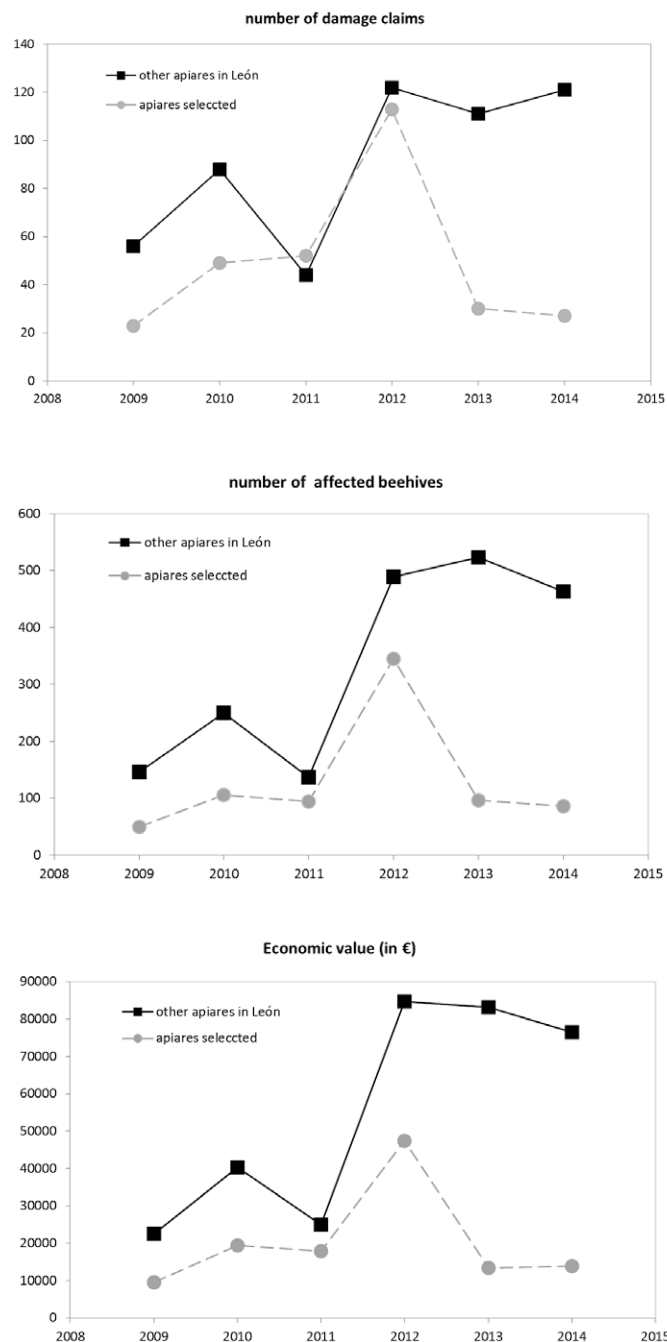 number of damage claims
140
120
100
80
60
40
20
0
other apiares in León
apiares seleccted
2008 2009 2010 2011 2012 2013 2014 2015
number of affected beehives
600
500
400
300
200
100
0
other apiares in León
apiares seleccted
2008 2009 2010 2011 2012 2013 2014 2015
Economic value (in €)
90000
80000
70000
60000
50000
40000
30000
20000
10000
0
other apiares in León
apiares seleccted
2008 2009 2010 2011 2012 2013 2014 2015